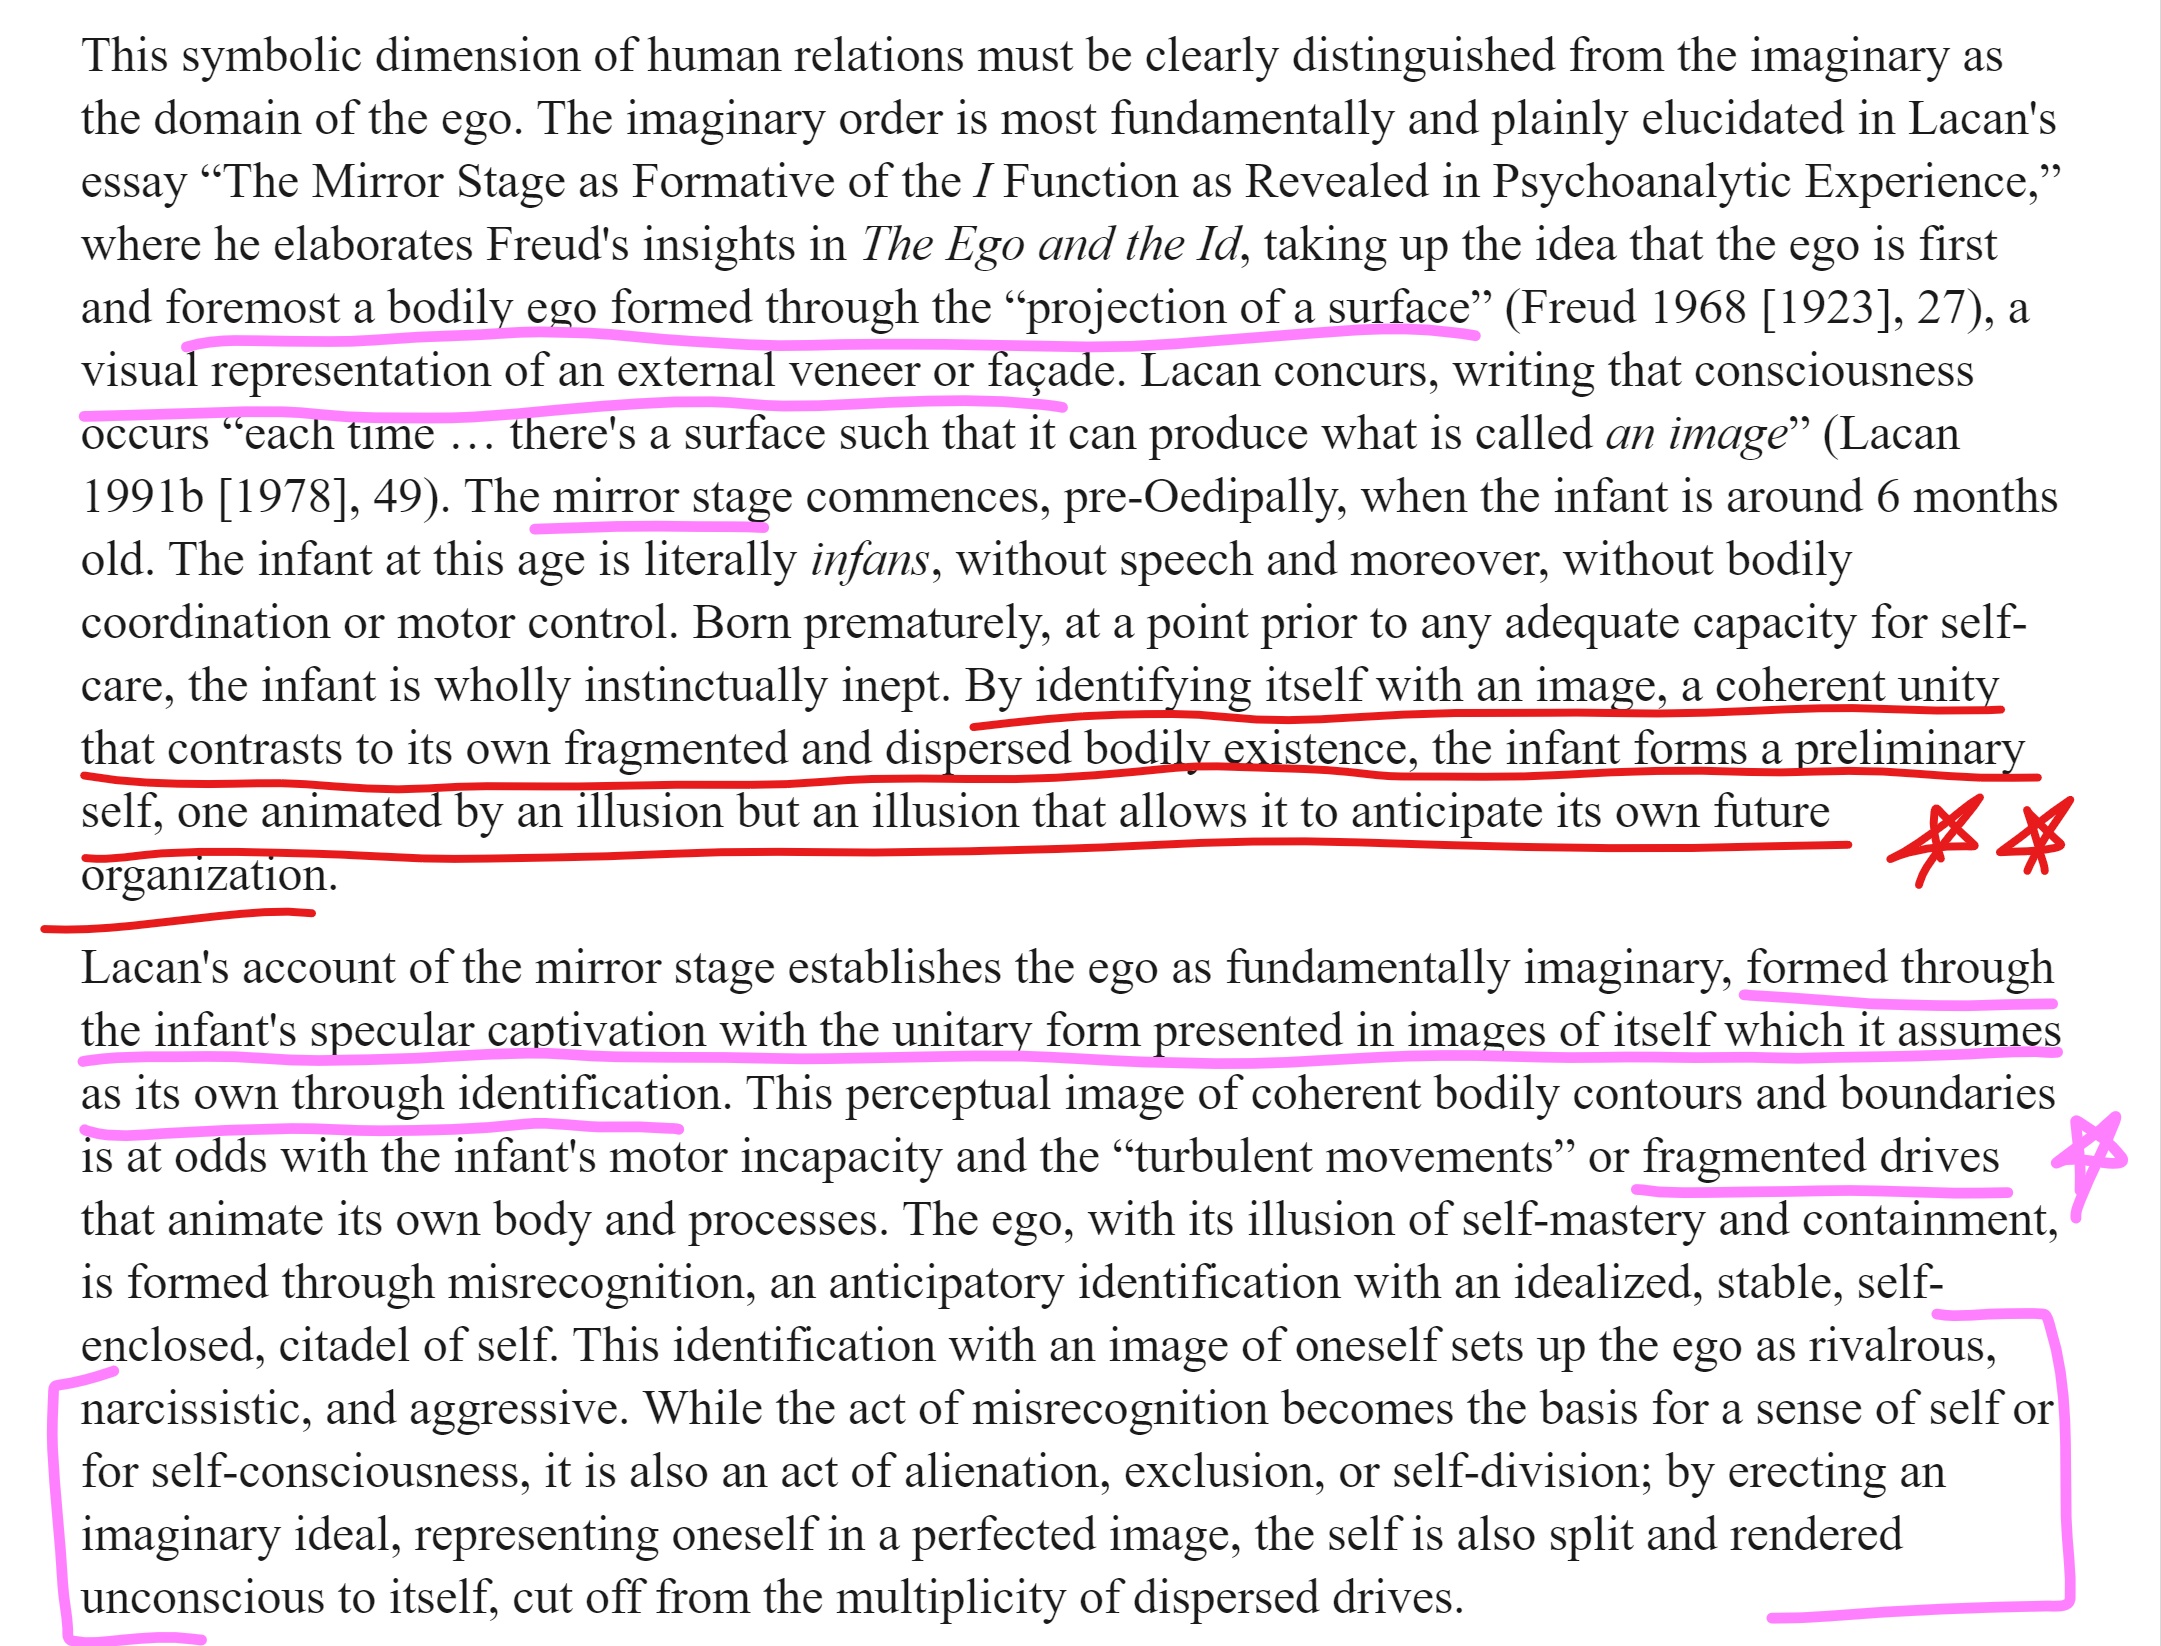 This symbolic dimension of human relations must be clearly distinguished from the imaginary as
the domain of the ego. The imaginary order is most fundamentally and plainly elucidated in Lacan's
essay “The Mirror Stage as Formative of the I Function as Revealed in Psychoanalytic Experience,”
where he elaborates Freud's insights in The Ego and the Id, taking up the idea that the ego is first
and foremost a bodily ego formed through the “projection of a surface” (Freud 1968 [1923], 27), a
visual representation of an external veneer or façade. Lacan concurs, writing that consciousness
occurs “each time … there's a surface such that it can produce what is called an image” (Lacan
1991b [1978], 49). The mirror stage commences, pre-Oedipally, when the infant is around 6 months
old. The infant at this age is literally infans, without speech and moreover, without bodily
coordination or motor control. Born prematurely, at a point prior to any adequate capacity for self-
care, the infant is wholly instinctually inept. By identifying itself with an image, a coherent unity
that contrasts to its own fragmented and dispersed bodily existence, the infant forms a preliminary
self, one animated by an illusion but an illusion that allows it to anticipate its own future
organization.
Lacan's account of the mirror stage establishes the ego as fundamentally imaginary, formed through
the infant's specular captivation with the unitary form presented in images of itself which it assumes
as its own through identification. This perceptual image of coherent bodily contours and boundaries
is at odds with the infant's motor incapacity and the “turbulent movements” or fragmented drives
that animate its own body and processes. The ego, with its illusion of self-mastery and containment,
is formed through misrecognition, an anticipatory identification with an idealized, stable, self-
enclosed, citadel of self. This identification with an image of oneself sets up the ego as rivalrous,
narcissistic, and aggressive. While the act of misrecognition becomes the basis for a sense of self or
for self-consciousness, it is also an act of alienation, exclusion, or self-division; by erecting an
imaginary ideal, representing oneself in a perfected image, the self is also split and rendered
unconscious to itself, cut off from the multiplicity of dispersed drives.